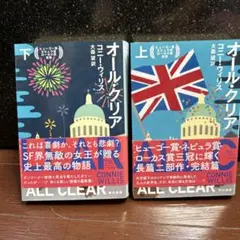 下
オール・クリア
コニー・ウィリス
大森 望訳
これは喜劇か、それとも悲劇?
SF界無敵の女王が贈る
史上最高の物語
ALL CLEAR
CONNIE
WILLIS
上
オール・クリア
コニー・ウィリス
大森 望訳
ヒューゴー賞・ネビュラ賞
ローカス賞三冠に輝く
長篇二部作・完結篇
ALL CLEAR
CONNIE
WILLIS